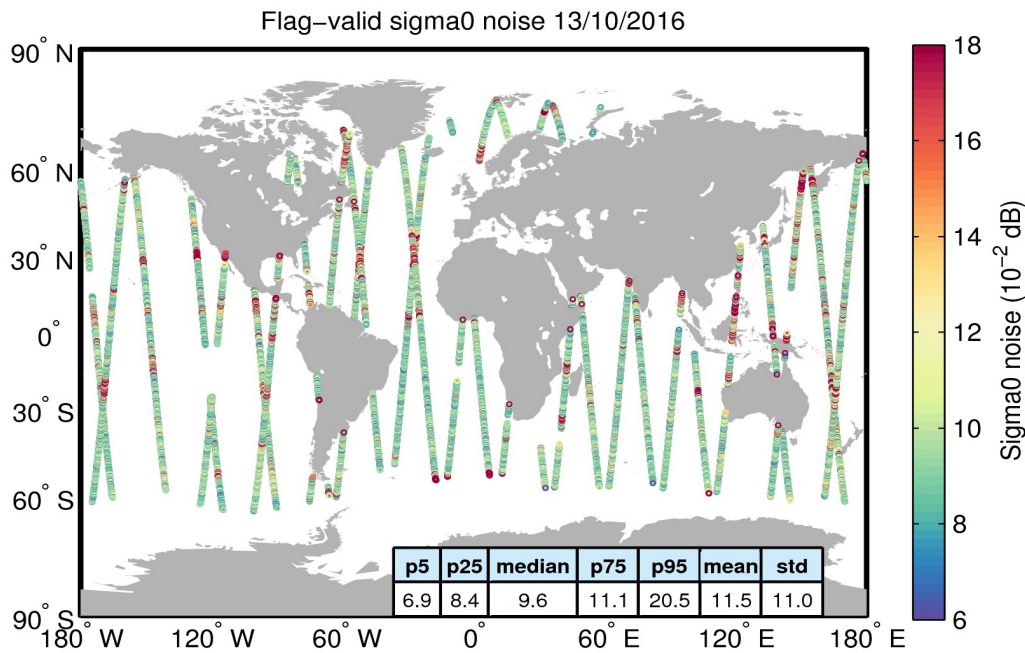 Flag−valid sigma0 noise 13/10/2016
90° N
60° N
30° N
0°
30° S
60° S
90° S
180° W
120° W
60° W
0°
60° E
120° E
180° E
p5 p25 median p75 p95 mean std
6.9 8.4 9.6 11.1 20.5 11.5 11.0
18
16
14
12
10
8
6
Sigma0 noise (10⁻² dB)